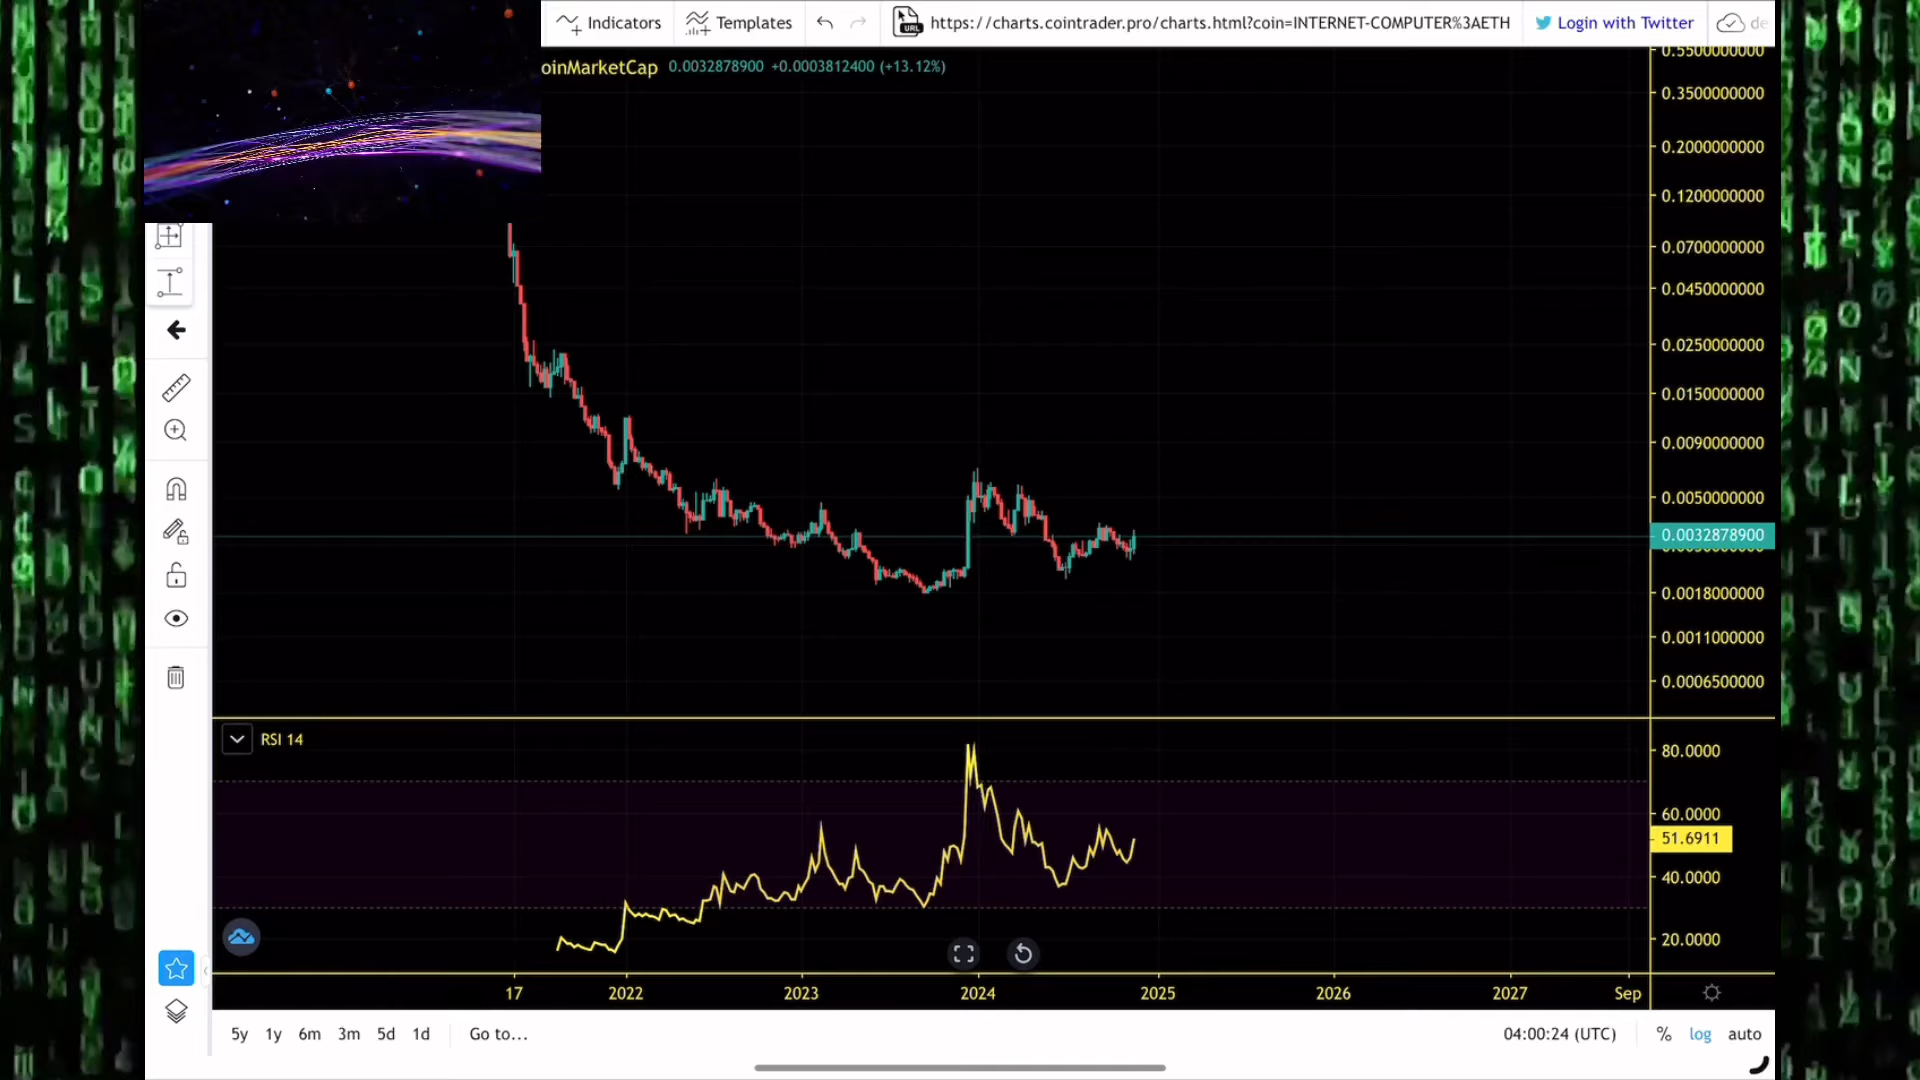 Indicators
Templates
URL
https://charts.cointrader.pro/charts.html?coin=INTERNET-COMPUTER%3AETH
Login with Twitter
de
oinMarketCap 0.0032878900 +0.0003812400 (+13.12%)
0.5500000000
0.3500000000
0.2000000000
0.1200000000
0.0700000000
0.0450000000
0.0250000000
0.0150000000
0.0090000000
0.0050000000
0.0032878900
0.0018000000
0.0011000000
0.0006500000
RSI 14
80.0000
60.0000
51.6911
40.0000
20.0000
17 2022 2023 2024 2025 2026 2027 Sep
5y 1y 6m 3m 5d 1d Go to... 04:00:24 (UTC) % log auto